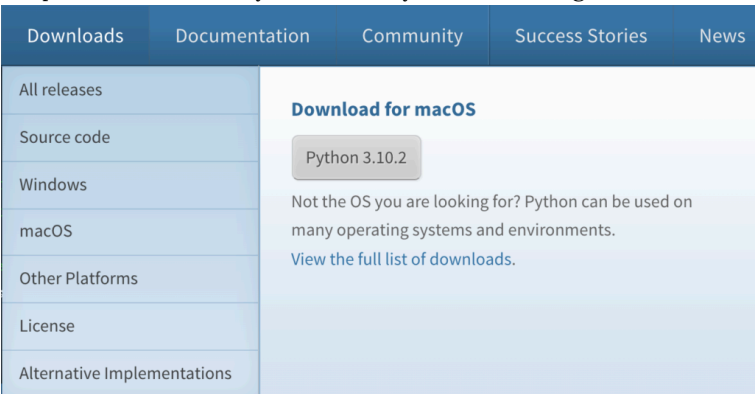 Downloads
Documentation
Community
Success Stories
News
All releases
Source code
Windows
macOS
Other Platforms
License
Alternative Implementations
Download for macOS
Python 3.10.2
Not the OS you are looking for? Python can be used on
many operating systems and environments.
View the full list of downloads.